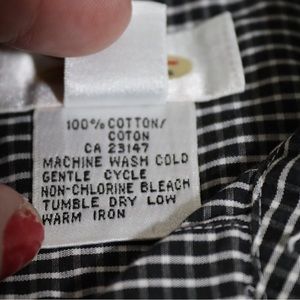 100% COTTON/
COTON
CA 23147
MACHINE WASH COLD
GENTLE CYCLE
NON-CHLORINE BLEACH
TUMBLE DRY LOW
WARM IRON